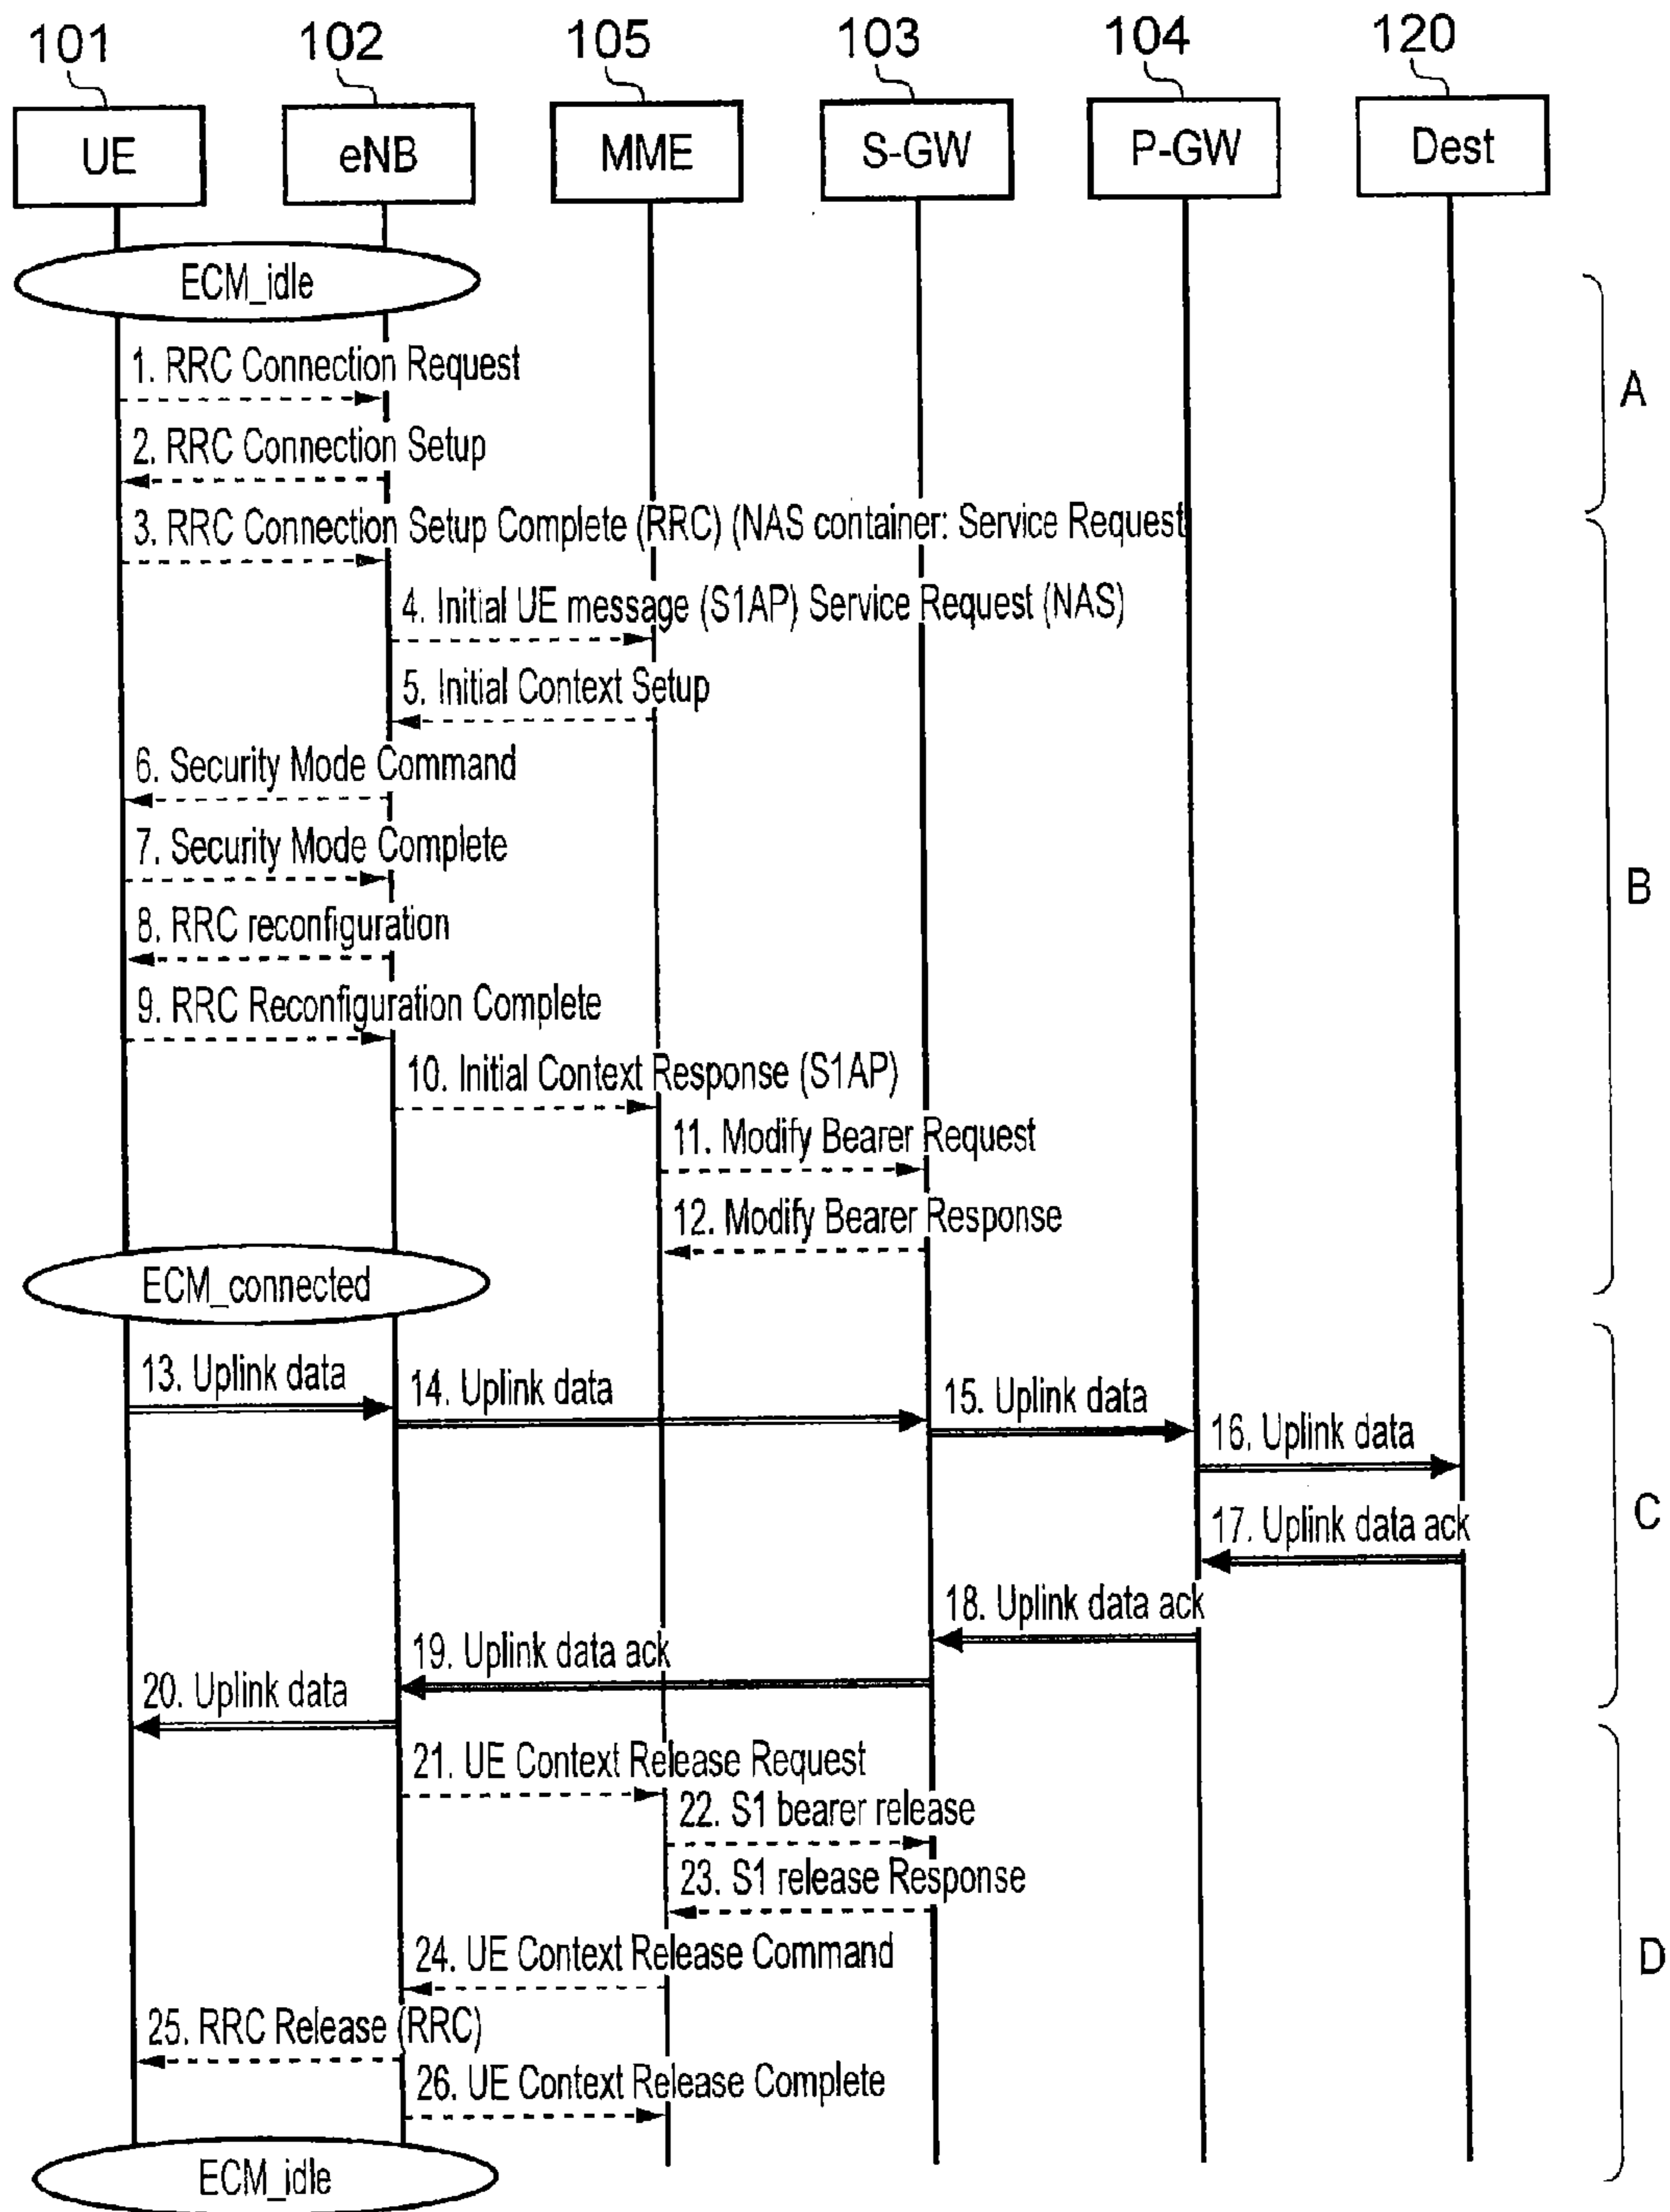 101 102 105 103 104 120
UE eNB MME S-GW P-GW Dest
ECM_idle
A
1. RRC Connection Request
2. RRC Connection Setup
3. RRC Connection Setup Complete (RRC) (NAS container: Service Request
4. Initial UE message (S1AP) Service Request (NAS)
5. Initial Context Setup
6. Security Mode Command
7. Security Mode Complete
B
8. RRC reconfiguration
9. RRC Reconfiguration Complete
10. Initial Context Response (S1AP)
11. Modify Bearer Request
12. Modify Bearer Response
ECM_connected
13. Uplink data
14. Uplink data
15. Uplink data
16. Uplink data
C
17. Uplink data ack
18. Uplink data ack
19. Uplink data ack
20. Uplink data
21. UE Context Release Request
22. S1 bearer release
23. S1 release Response
24. UE Context Release Command
D
25. RRC Release (RRC)
26. UE Context Release Complete
ECM_idle